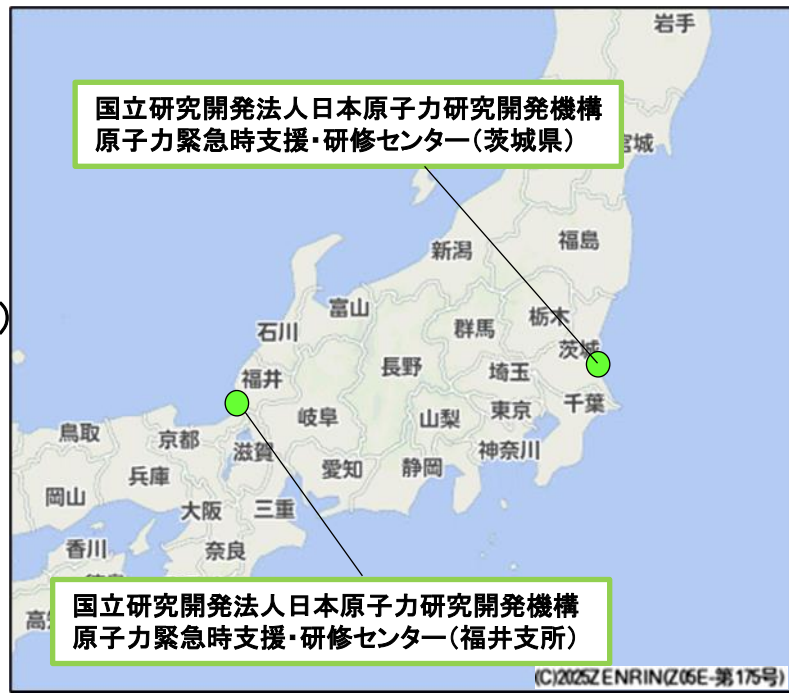 岩手
国立研究開発法人日本原子力研究開発機構
原子力緊急時支援・研修センター(茨城県)
宮城
新潟
福島
)
富山
栃木
石川
群馬
茨城
長野
埼玉
福井
千葉
岐阜
山梨
東京
鳥取
京都
滋賀
神奈川
兵庫
愛知
静岡
岡山
大阪
三重
香川
奈良
国立研究開発法人日本原子力研究開発機構
原子力緊急時支援・研修センター(福井支所)
高
(C)2025ZENRIN(Z05E-第175号)